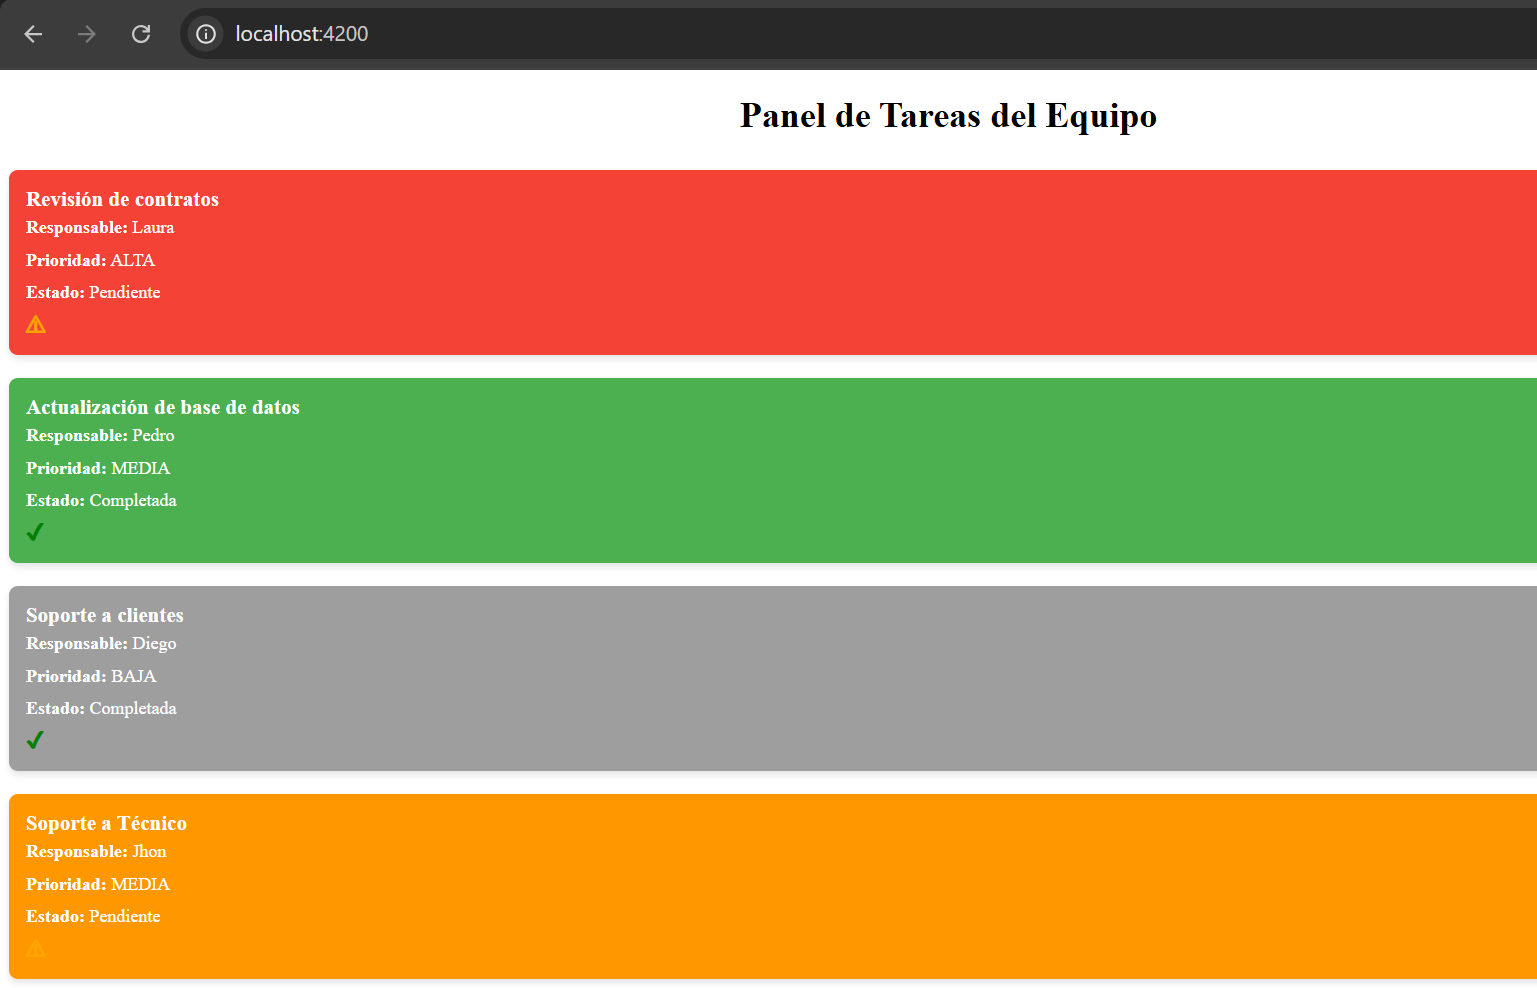 localhost:4200
Panel de Tareas del Equipo
Revisión de contratos
Responsable: Laura
Prioridad: ALTA
Estado: Pendiente
⚠
Actualización de base de datos
Responsable: Pedro
Prioridad: MEDIA
Estado: Completada
✔
Soporte a clientes
Responsable: Diego
Prioridad: BAJA
Estado: Completada
✔
Soporte a Técnico
Responsable: Jhon
Prioridad: MEDIA
Estado: Pendiente
⚠